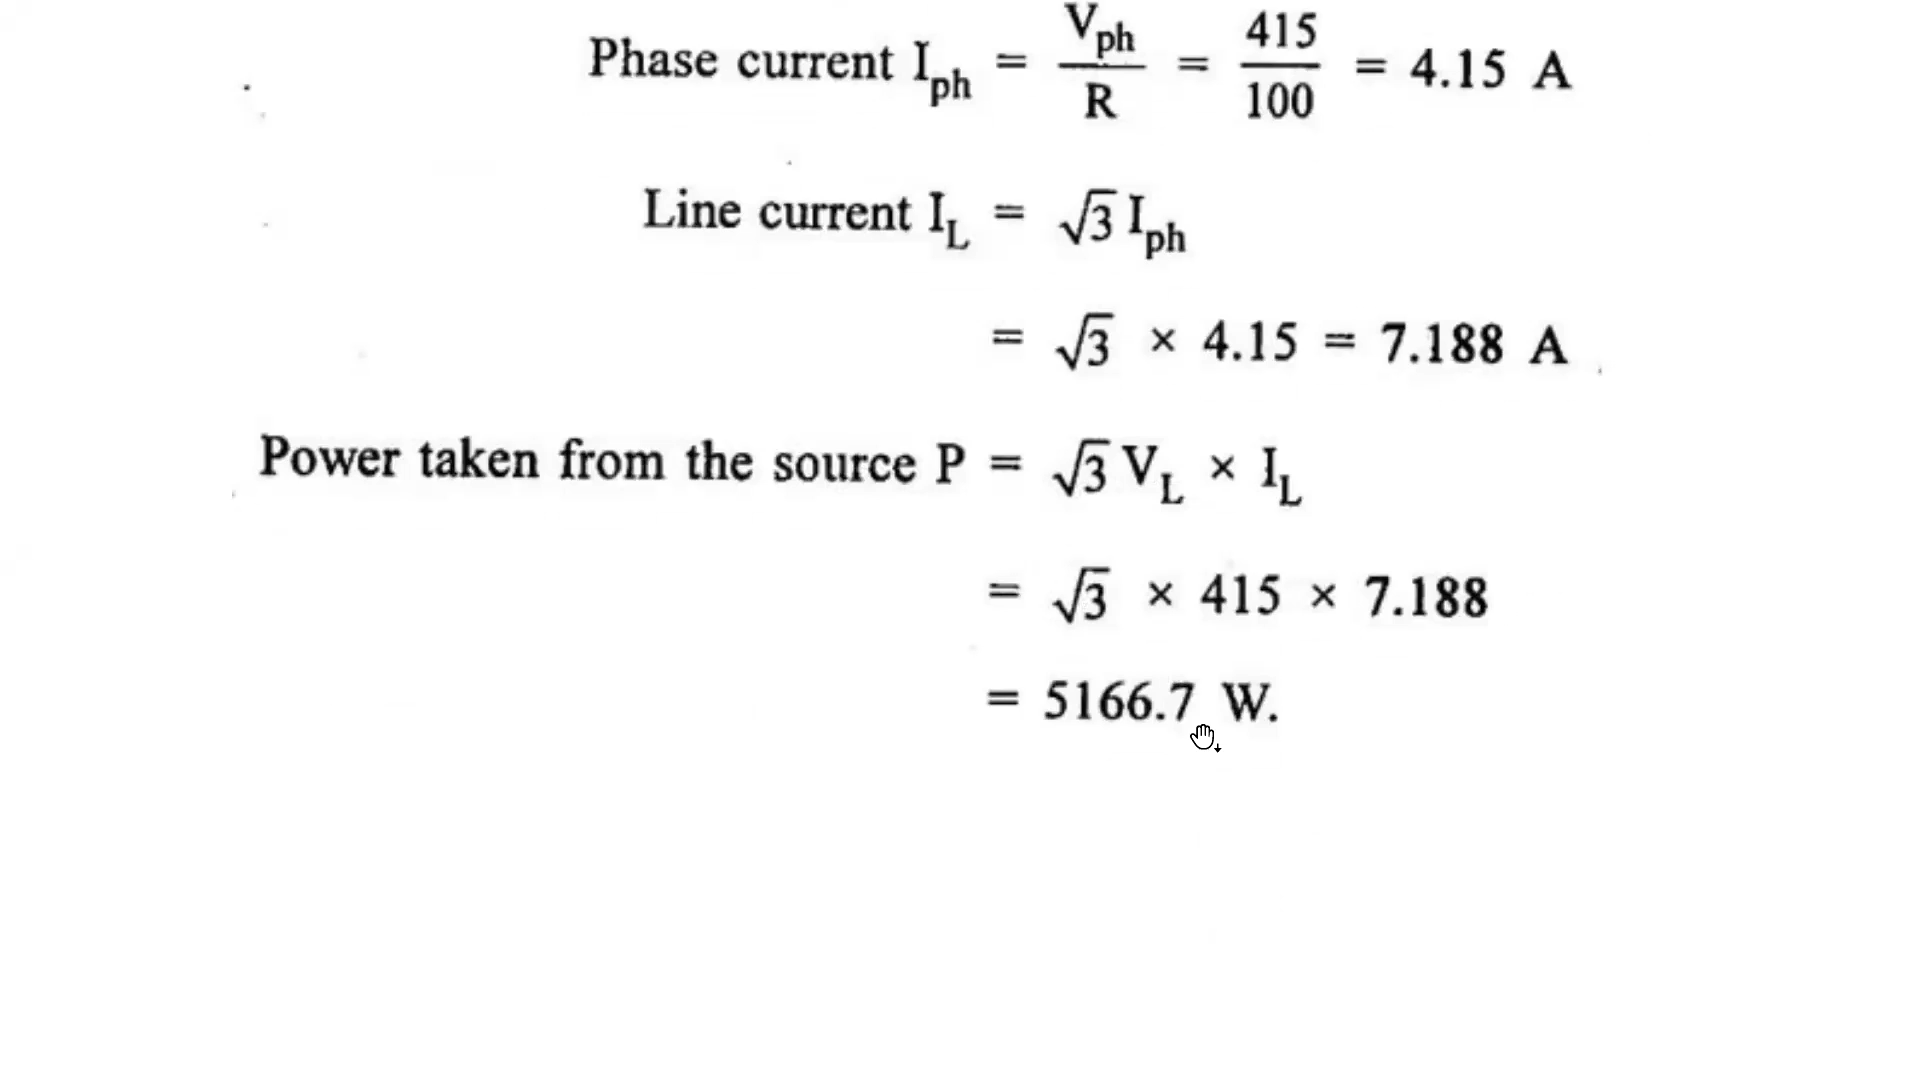 Phase current I_ph = V_ph / R = 415 / 100 = 4.15 A
Line current I_L = √3 I_ph
= √3 × 4.15 = 7.188 A
Power taken from the source P = √3 V_L × I_L
= √3 × 415 × 7.188
= 5166.7 W.